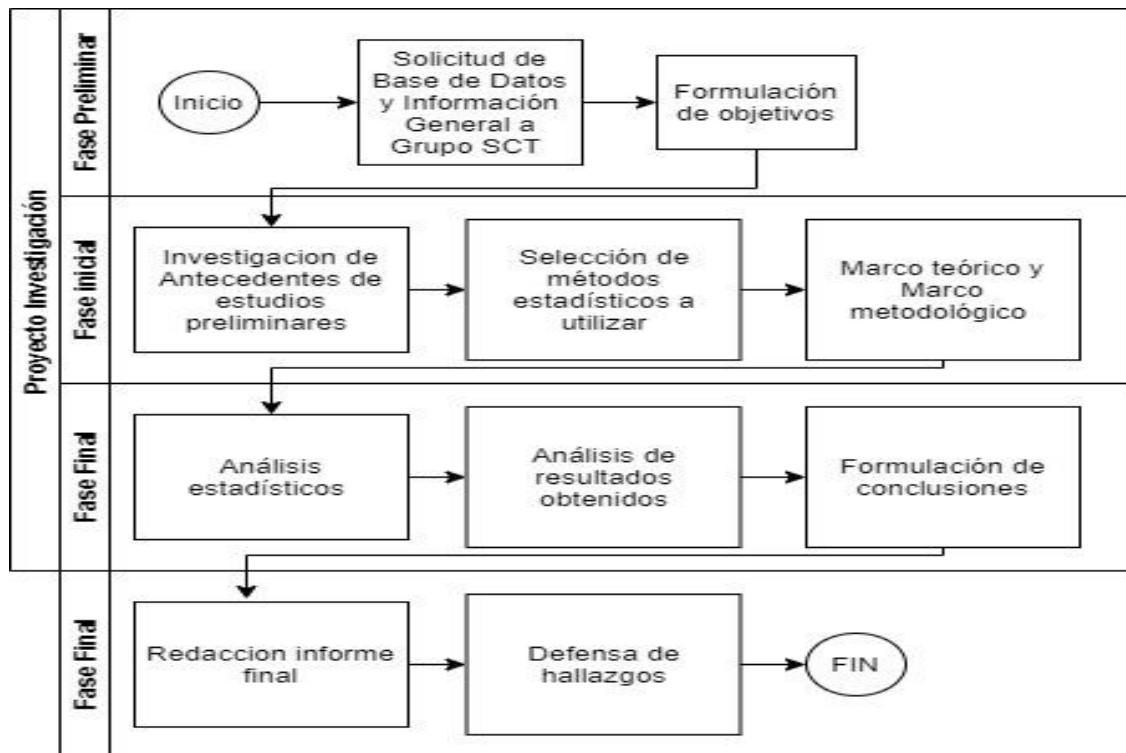 Proyecto Investigación
Fase Preliminar
Inicio
Solicitud de
Base de Datos
y Información
General a
Grupo SCT
Formulación
de objetivos
Fase inicial
Investigacion de
Antecedentes de
estudios
preliminares
Selección de
métodos
estadísticos a
utilizar
Marco teórico y
Marco
metodológico
Fase Final
Análisis
estadísticos
Análisis de
resultados
obtenidos
Formulación de
conclusiones
Fase Final
Redaccion informe
final
Defensa de
hallazgos
FIN